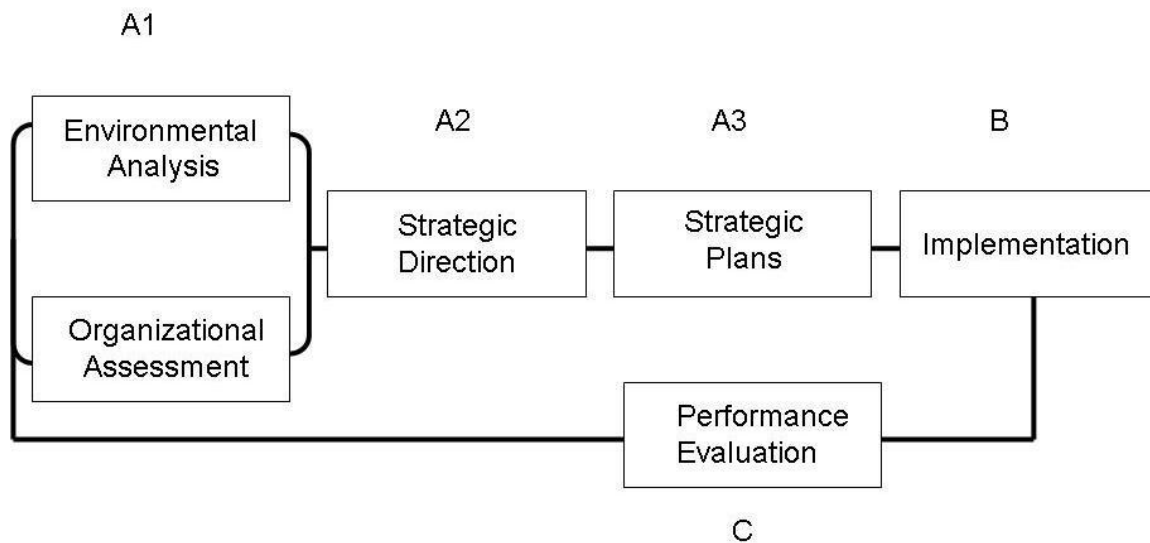 A1
Environmental
Analysis
Organizational
Assessment
A2
Strategic
Direction
A3
Strategic
Plans
B
Implementation
Performance
Evaluation
C